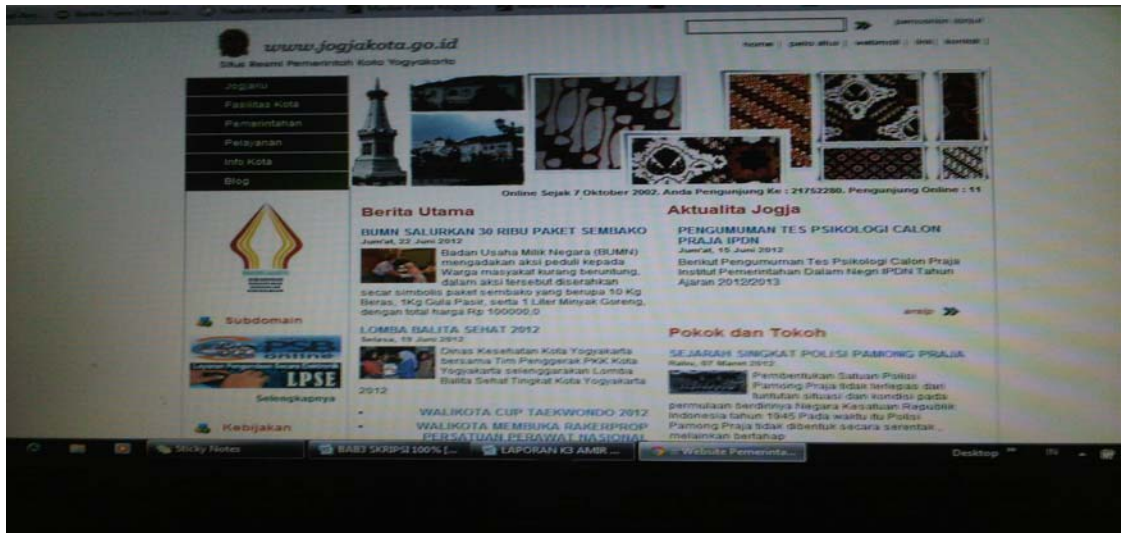 www.jogjakota.go.id
Situs Resmi Pemerintah Kota Yogyakarta
home | peta situs | webmail | link | kontak |
Jogjaku
Fasilitas Kota
Pemerintahan
Pelayanan
Info Kota
Blog
Online Sejak 7 Oktober 2002. Anda Pengunjung Ke : 21752280. Pengunjung Online : 11
Berita Utama
BUMN SALURKAN 30 RIBU PAKET SEMBAKO
Jum'at, 22 Juni 2012
Badan Usaha Milik Negara (BUMN)
mengadakan aksi peduli kepada
Warga masyakat kurang beruntung,
dalam aksi tersebut diserahkan
secar simbolis paket sembako yang berupa 10 Kg
Beras, 1Kg Gula Pasir, serta 1 Liter Minyak Goreng,
dengan total harga Rp 100000,0
LOMBA BALITA SEHAT 2012
Selasa, 19 Juni 2012
Dinas Kesehatan Kota Yogyakarta
bersama Tim Penggerak PKK Kota
Yogyakarta selenggarakan Lomba
Balita Sehat Tingkat Kota Yogyakarta
2012
WALIKOTA CUP TAEKWONDO 2012
WALIKOTA MEMBUKA RAKERPROP
PERSATUAN PERAWAT NASIONAL
Aktualita Jogja
PENGUMUMAN TES PSIKOLOGI CALON
PRAJA IPDN
Jum'at, 15 Juni 2012
Berikut Pengumuman Tes Psikologi Calon Praja
Institut Pemerintahan Dalam Negri IPDN Tahun
Ajaran 2012/2013
arsip
Pokok dan Tokoh
SEJARAH SINGKAT POLISI PAMONG PRAJA
Rabu, 07 Maret 2012
Pembentukan Satuan Polisi
Pamong Praja tidak terlepas dari
tuntutan situasi dan kondisi pada
permulaan berdirinya Negara Kesatuan Republik
Indonesia tahun 1945 Pada waktu itu Polisi
Pamong Praja tidak dibentuk secara serentak ,
melainkan bertahap
Subdomain
PSB
online
LPSE
Selengkapnya
Kebijakan
Sticky Notes
BAB3 SKRIPSI 100% [...
LAPORAN K3 AMIR ...
:: Website Pemerinta...
Desktop
IN